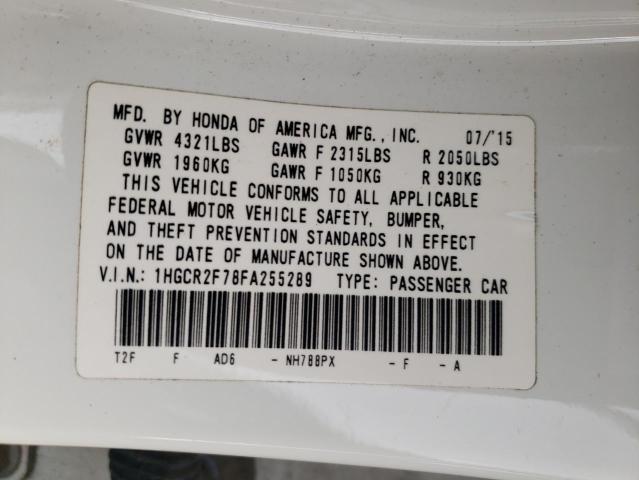 MFD. BY HONDA OF AMERICA MFG., INC. 07/'15
GVWR 4321LBS GAWR F 2315LBS R 2050LBS
GVWR 1960KG GAWR F 1050KG R 930KG
THIS VEHICLE CONFORMS TO ALL APPLICABLE
FEDERAL MOTOR VEHICLE SAFETY, BUMPER,
AND THEFT PREVENTION STANDARDS IN EFFECT
ON THE DATE OF MANUFACTURE SHOWN ABOVE.
V.I.N.: 1HGCR2F78FA255289 TYPE: PASSENGER CAR
T2F F AD6 - NH788PX - F - A